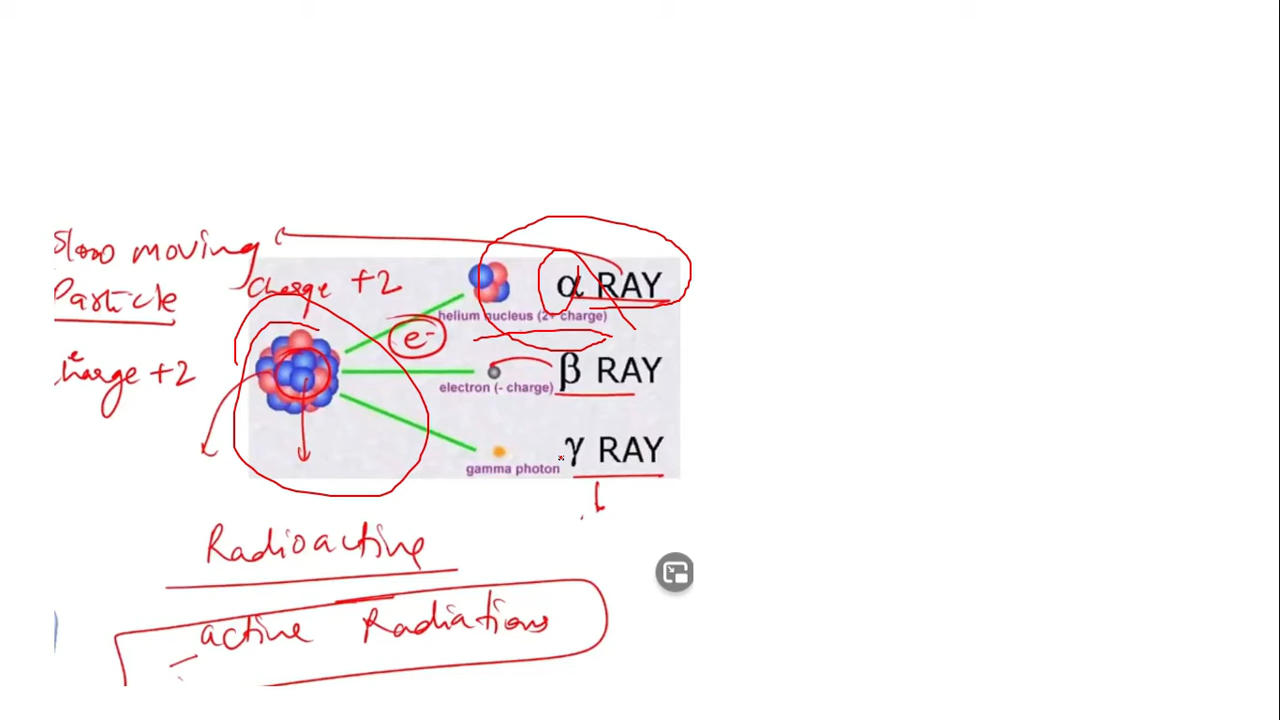 Slow moving
Particle
charge +2
charge +2
α RAY
helium nucleus (2+ charge)
e-
β RAY
electron (- charge)
γ RAY
gamma photon
Radioactive
active Radiations